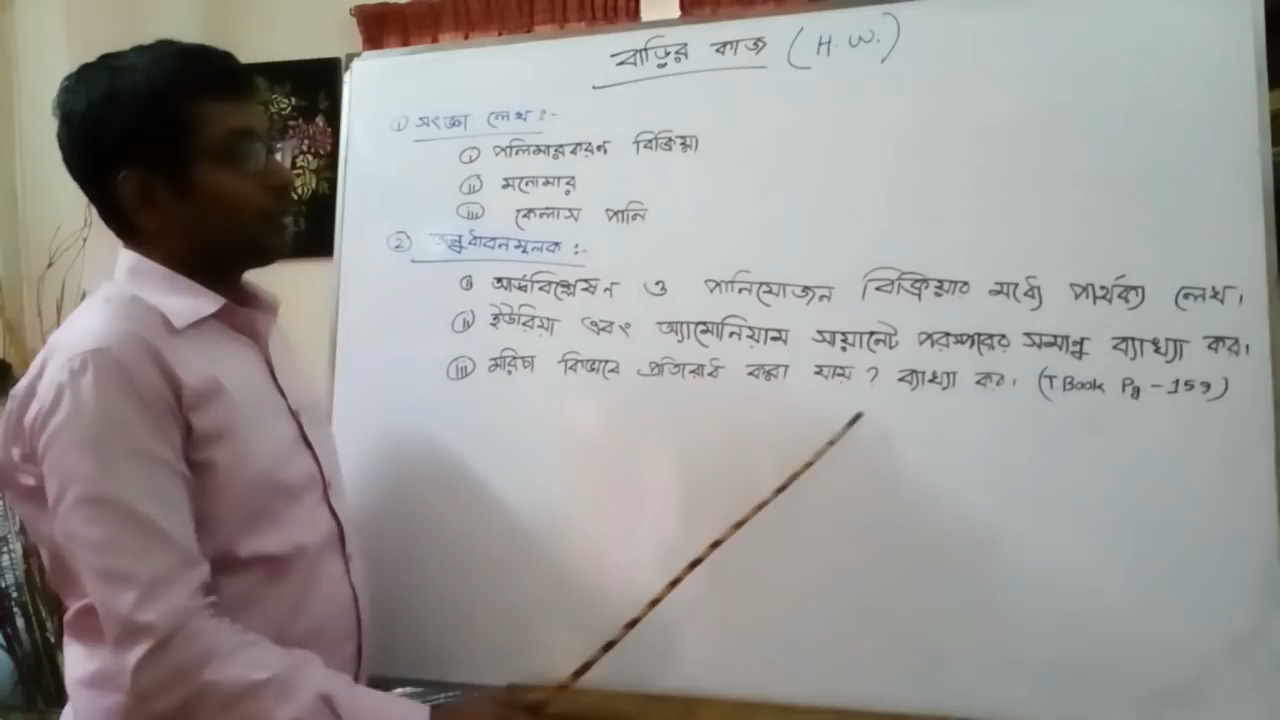 বাড়ির কাজ (H.W.)
① সংজ্ঞা লেখ :-
ⓘ পলিমারকরণ বিক্রিয়া
ⓘⓘ মনোমার
ⓘⓘⓘ কেলাস পানি
② অনুধাবনমূলক :-
ⓘ আর্দ্রবিশ্লেষণ ও পানিযোজন বিক্রিয়ার মধ্যে পার্থক্য লেখ।
ⓘⓘ ইউরিয়া এবং অ্যামোনিয়াম সায়ানেট পরস্পরের সমানু ব্যাখ্যা কর।
ⓘⓘⓘ মরিচা কিভাবে প্রতিরোধ করা যায়? ব্যাখ্যা কর। (T Book Pg - 159)